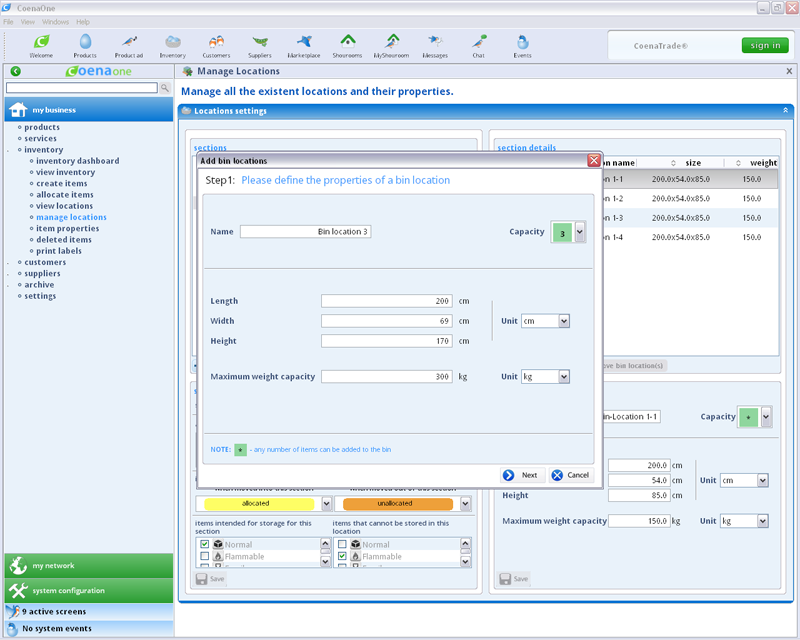 CoenaOne
File View Windows Help
Welcome Products Product ad Inventory Customers Suppliers Marketplace Showrooms MyShowroom Messages Chat Events
CoenaTrade®
sign in
Coenaone
Manage Locations
X
Manage all the existent locations and their properties.
my business
products
services
inventory
inventory dashboard
view inventory
create items
allocate items
view locations
manage locations
item properties
deleted items
print labels
customers
suppliers
archive
settings
my network
system configuration
9 active screens
No system events
Locations settings
sections
section details
on name size weight
on 1-1 200.0x54.0x85.0 150.0
on 1-2 200.0x54.0x85.0 150.0
on 1-3 200.0x54.0x85.0 150.0
on 1-4 200.0x54.0x85.0 150.0
ve bin location(s)
Add bin locations
Step1: Please define the properties of a bin location
Name Bin location 3 Capacity 3
Length 200 cm
Width 69 cm Unit cm
Height 170 cm
Maximum weight capacity 300 kg Unit kg
NOTE: * - any number of items can be added to the bin
Next Cancel
in-Location 1-1 Capacity *
200.0 cm
54.0 cm Unit cm
Height 85.0 cm
Maximum weight capacity 150.0 kg Unit kg
Save
allocated unallocated
items intended for storage for this section
items that cannot be stored in this location
Normal Normal
Flammable Flammable
Save